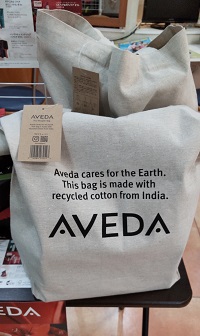 AVEDA
Aveda cares for the Earth.
This bag is made with
recycled cotton from India.
AVEDA